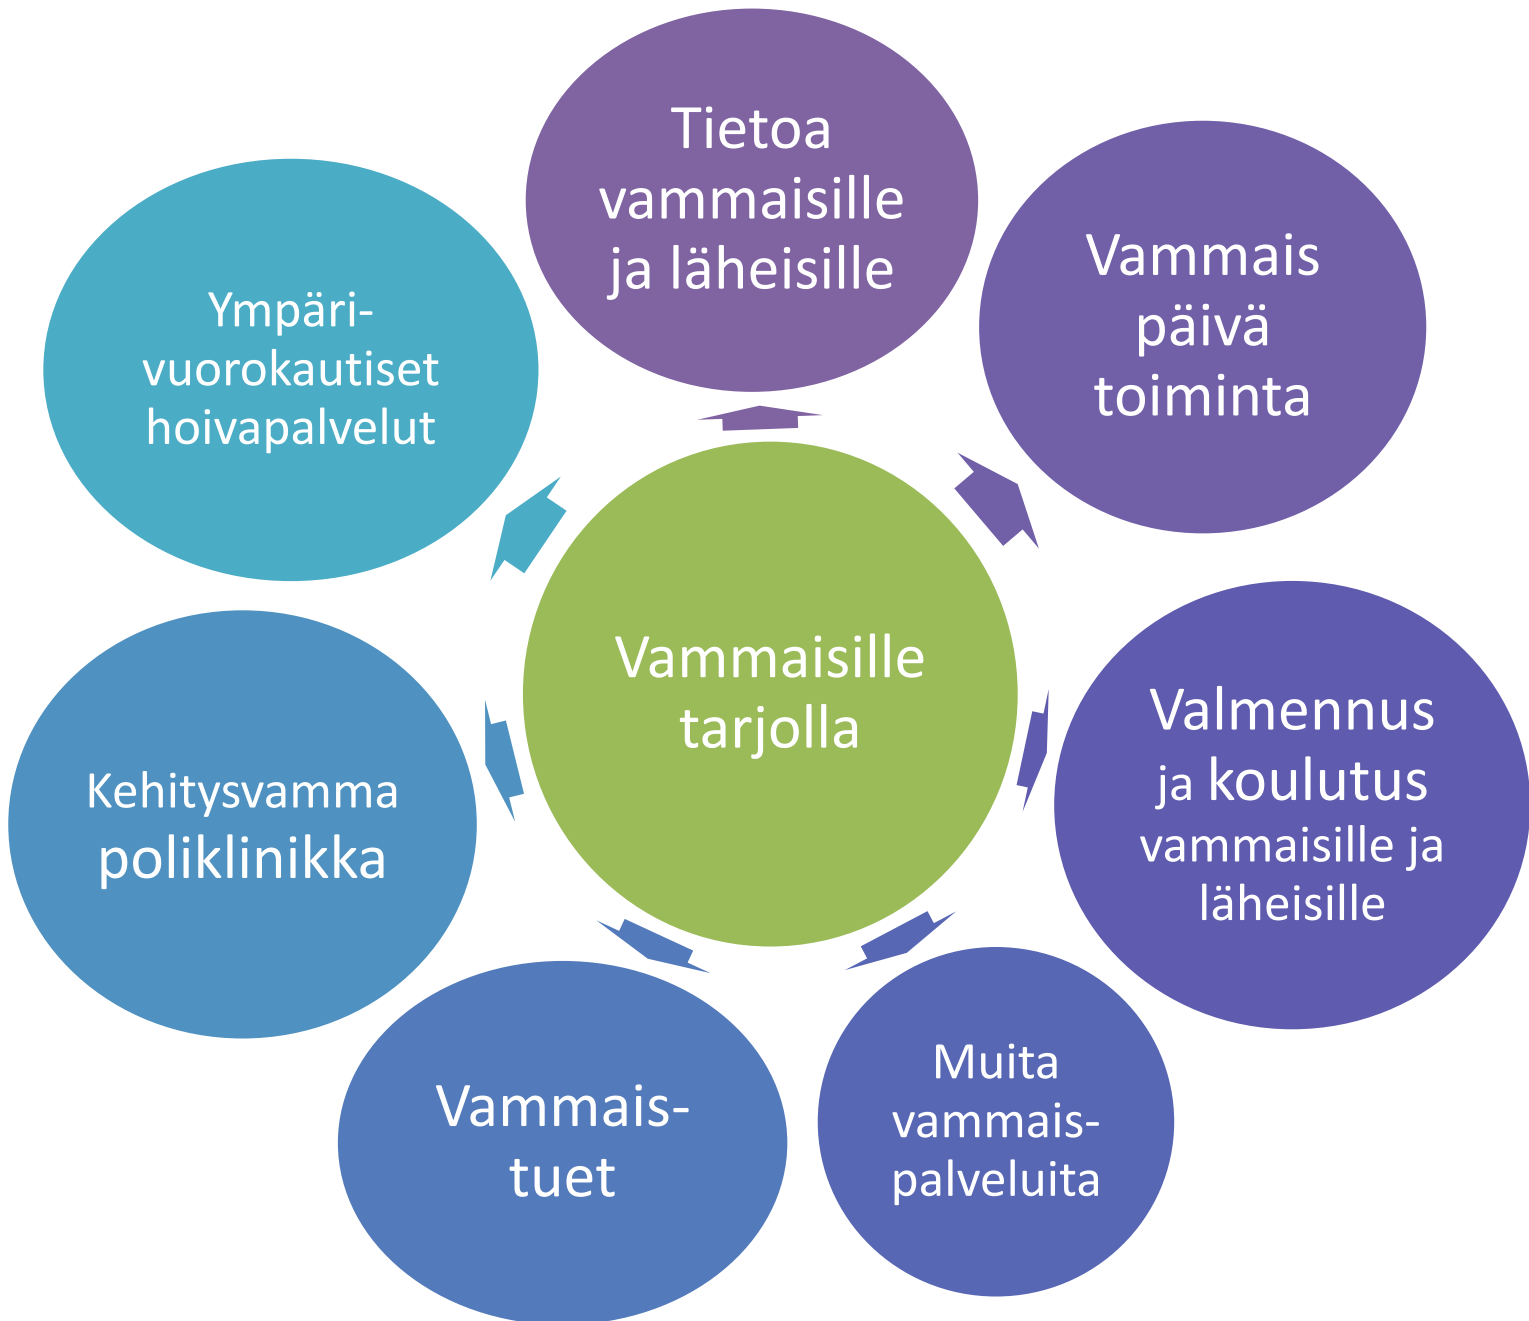 Tietoa
vammaisille
ja läheisille
Vammais
päivä
toiminta
Valmennus
ja koulutus
vammaisille ja
läheisille
Muita
vammais-
palveluita
Vammais-
tuet
Kehitysvamma
poliklinikka
Ympäri-
vuorokautiset
hoivapalvelut
Vammaisille
tarjolla